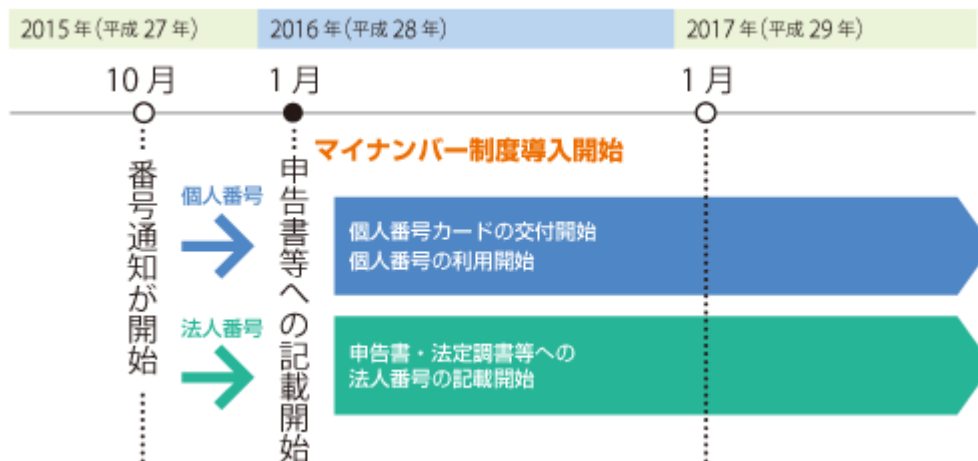 2015年(平成27年)
2016年(平成28年)
2017年(平成29年)
10月
1月
1月
マイナンバー制度導入開始
番号通知が開始
申告書等への記載開始
個人番号
個人番号カードの交付開始
個人番号の利用開始
法人番号
申告書・法定調書等への
法人番号の記載開始